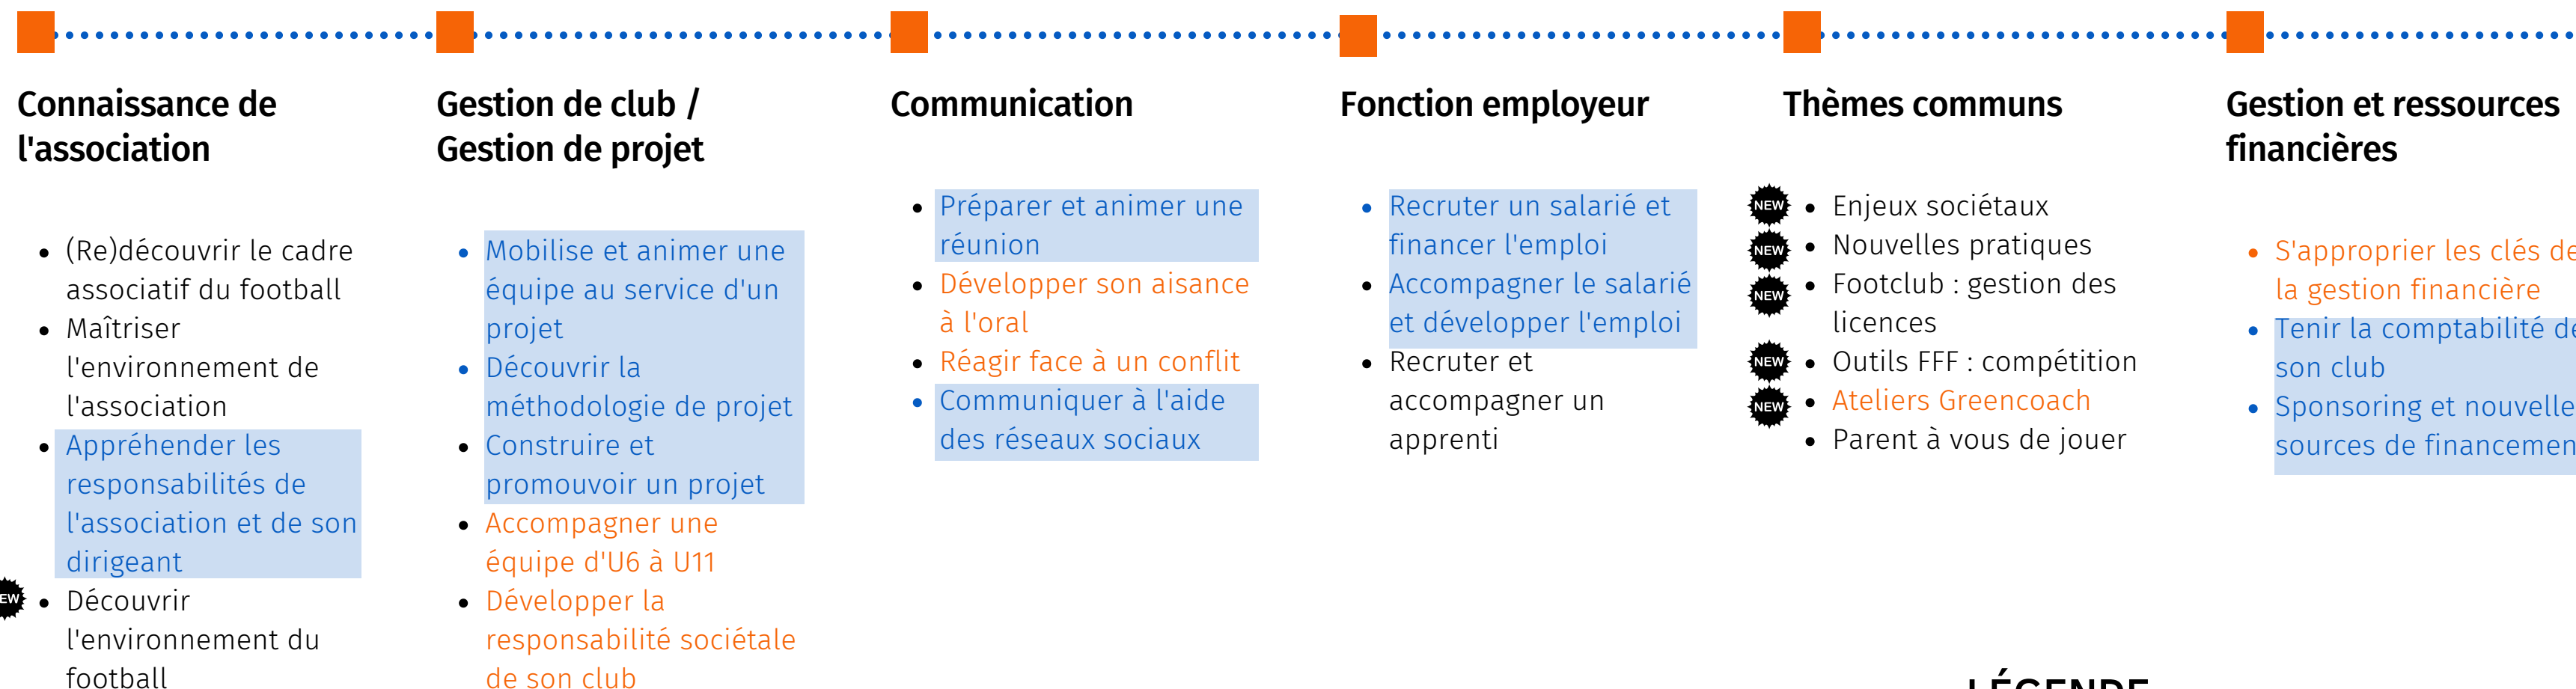 Connaissance de
l'association
(Re)découvrir le cadre
associatif du football
Maîtriser
l'environnement de
l'association
Appréhender les
responsabilités de
l'association et de son
dirigeant
Découvrir
l'environnement du
football
Gestion de club /
Gestion de projet
Mobilise et animer une
équipe au service d'un
projet
Découvrir la
méthodologie de projet
Construire et
promouvoir un projet
Accompagner une
équipe d'U6 à U11
Développer la
responsabilité sociétale
de son club
Communication
Préparer et animer une
réunion
Développer son aisance
à l'oral
Réagir face à un conflit
Communiquer à l'aide
des réseaux sociaux
Fonction employeur
Recruter un salarié et
financer l'emploi
Accompagner le salarié
et développer l'emploi
Recruter et
accompagner un
apprenti
Thèmes communs
NEW Enjeux sociétaux
NEW Nouvelles pratiques
NEW Footclub : gestion des
licences
NEW Outils FFF : compétition
NEW Ateliers Greencoach
Parent à vous de jouer
Gestion et ressources
financières
S'approprier les clés de
la gestion financière
Tenir la comptabilité de
son club
Sponsoring et nouvelle
sources de financemen
LÉGENDE